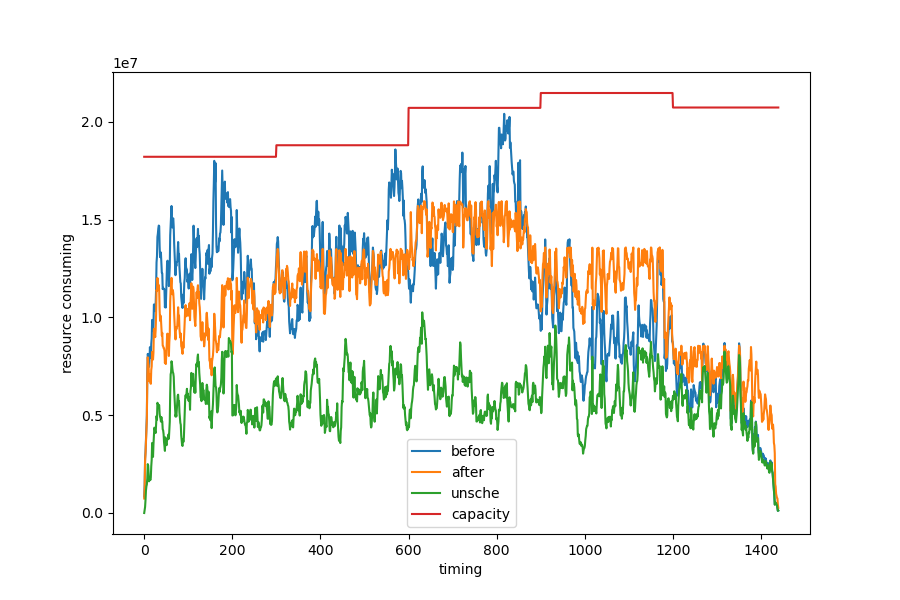 1e7
2.0
1.5
1.0
0.5
0.0
resource consuming
0 200 400 600 800 1000 1200 1400
timing
before
after
unsche
capacity